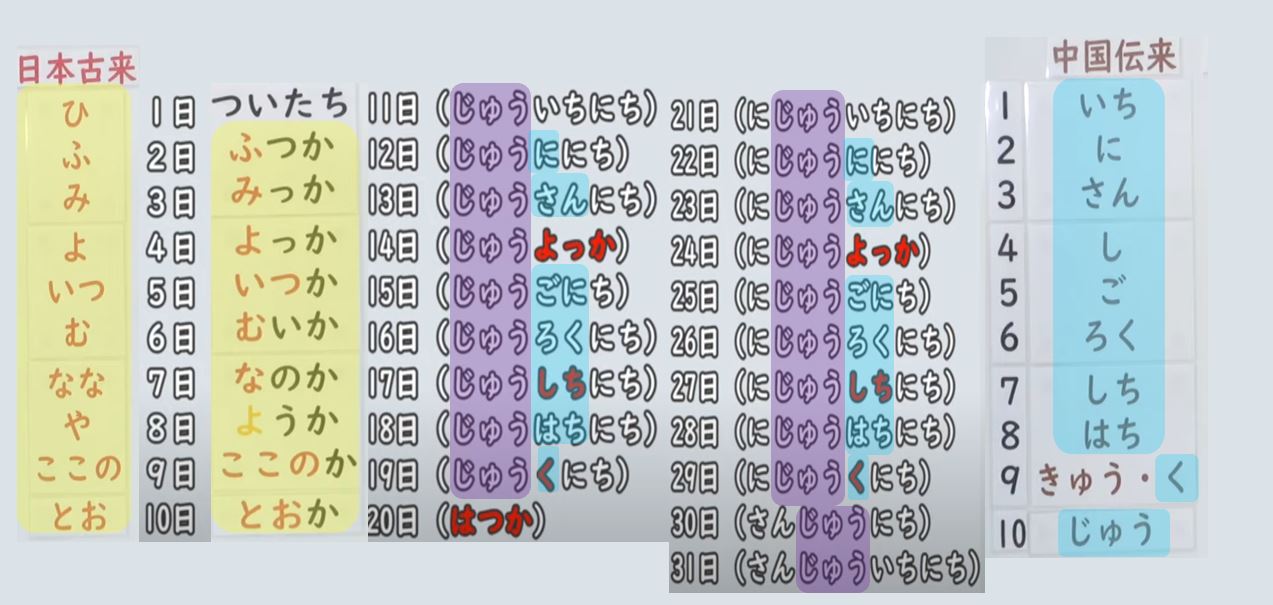 日本古来
ひ
ふ
み
よ
いつ
む
なな
や
ここの
とお
1日 ついたち
2日 ふつか
3日 みっか
4日 よっか
5日 いつか
6日 むいか
7日 なのか
8日 ようか
9日 ここのか
10日 とおか
11日（じゅういちにち）
12日（じゅうににち）
13日（じゅうさんにち）
14日（じゅうよっか）
15日（じゅうごにち）
16日（じゅうろくにち）
17日（じゅうしちにち）
18日（じゅうはちにち）
19日（じゅうくにち）
20日（はつか）
21日（にじゅういちにち）
22日（にじゅうににち）
23日（にじゅうさんにち）
24日（にじゅうよっか）
25日（にじゅうごにち）
26日（にじゅうろくにち）
27日（にじゅうしちにち）
28日（にじゅうはちにち）
29日（にじゅうくにち）
30日（さんじゅうにち）
31日（さんじゅういちにち）
中国伝来
1 いち
2 に
3 さん
4 し
5 ご
6 ろく
7 しち
8 はち
9 きゅう・く
10 じゅう